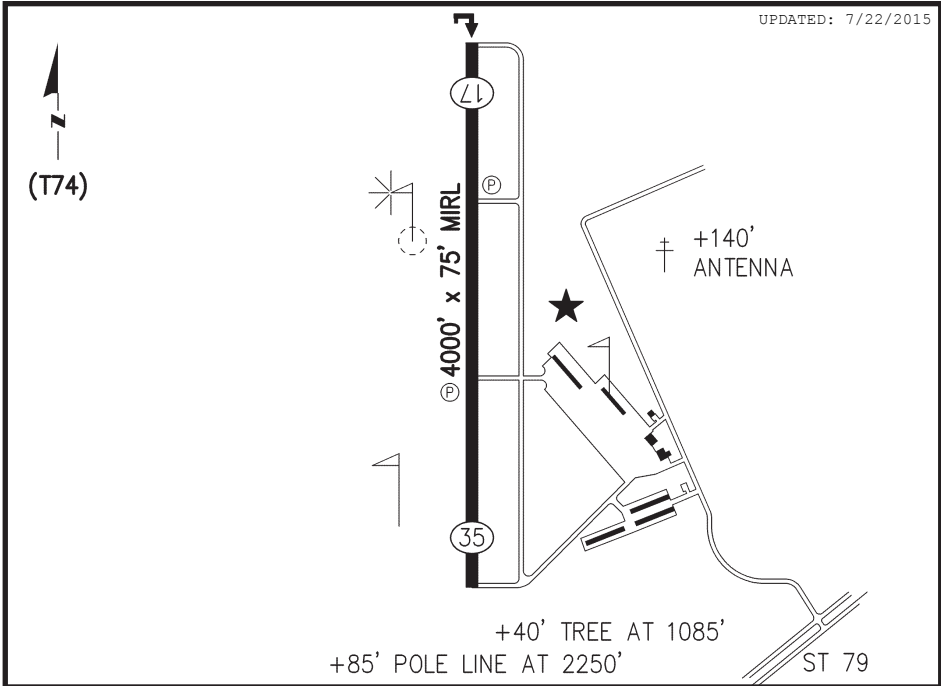 UPDATED: 7/22/2015
17
N
(T74)
P
4000' x 75' MIRL
+140'
ANTENNA
P
35
+40' TREE AT 1085'
+85' POLE LINE AT 2250'
ST 79